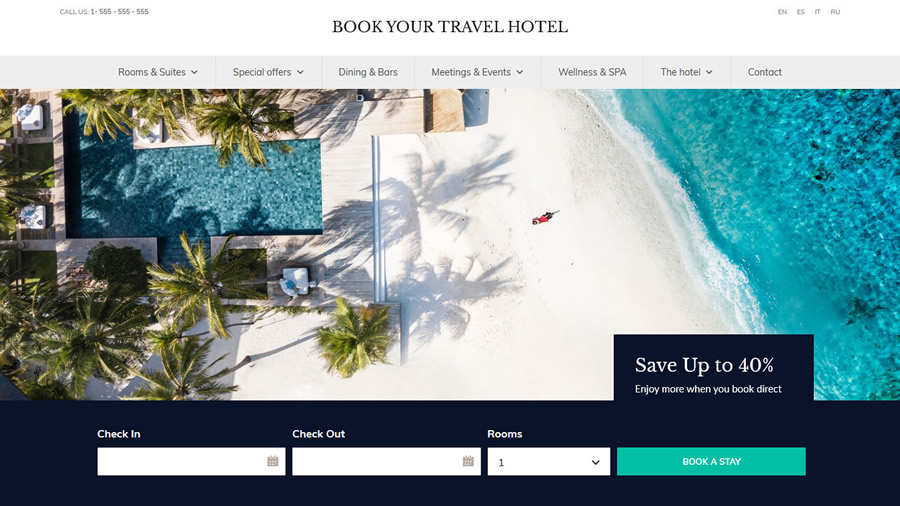 CALL US: 1- 555 - 555 - 555
EN ES IT RU
BOOK YOUR TRAVEL HOTEL
Rooms & Suites Special offers Dining & Bars Meetings & Events Wellness & SPA The hotel Contact
Save Up to 40%
Enjoy more when you book direct
Check In Check Out Rooms
1 BOOK A STAY